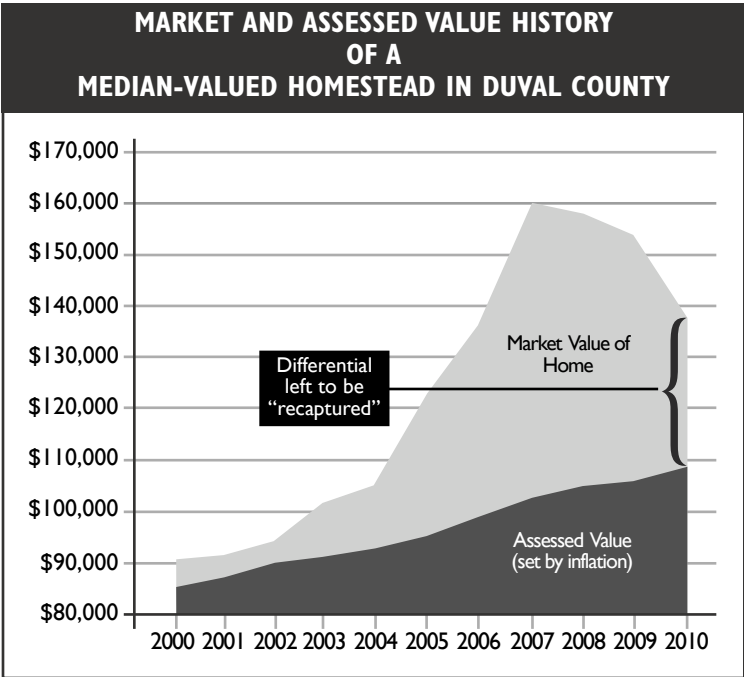 MARKET AND ASSESSED VALUE HISTORY
OF A
MEDIAN-VALUED HOMESTEAD IN DUVAL COUNTY
$170,000
$160,000
$150,000
$140,000
$130,000
$120,000
$110,000
$100,000
$90,000
$80,000
Market Value of
Home
Differential
left to be
“recaptured”
Assessed Value
(set by inflation)
2000 2001 2002 2003 2004 2005 2006 2007 2008 2009 2010